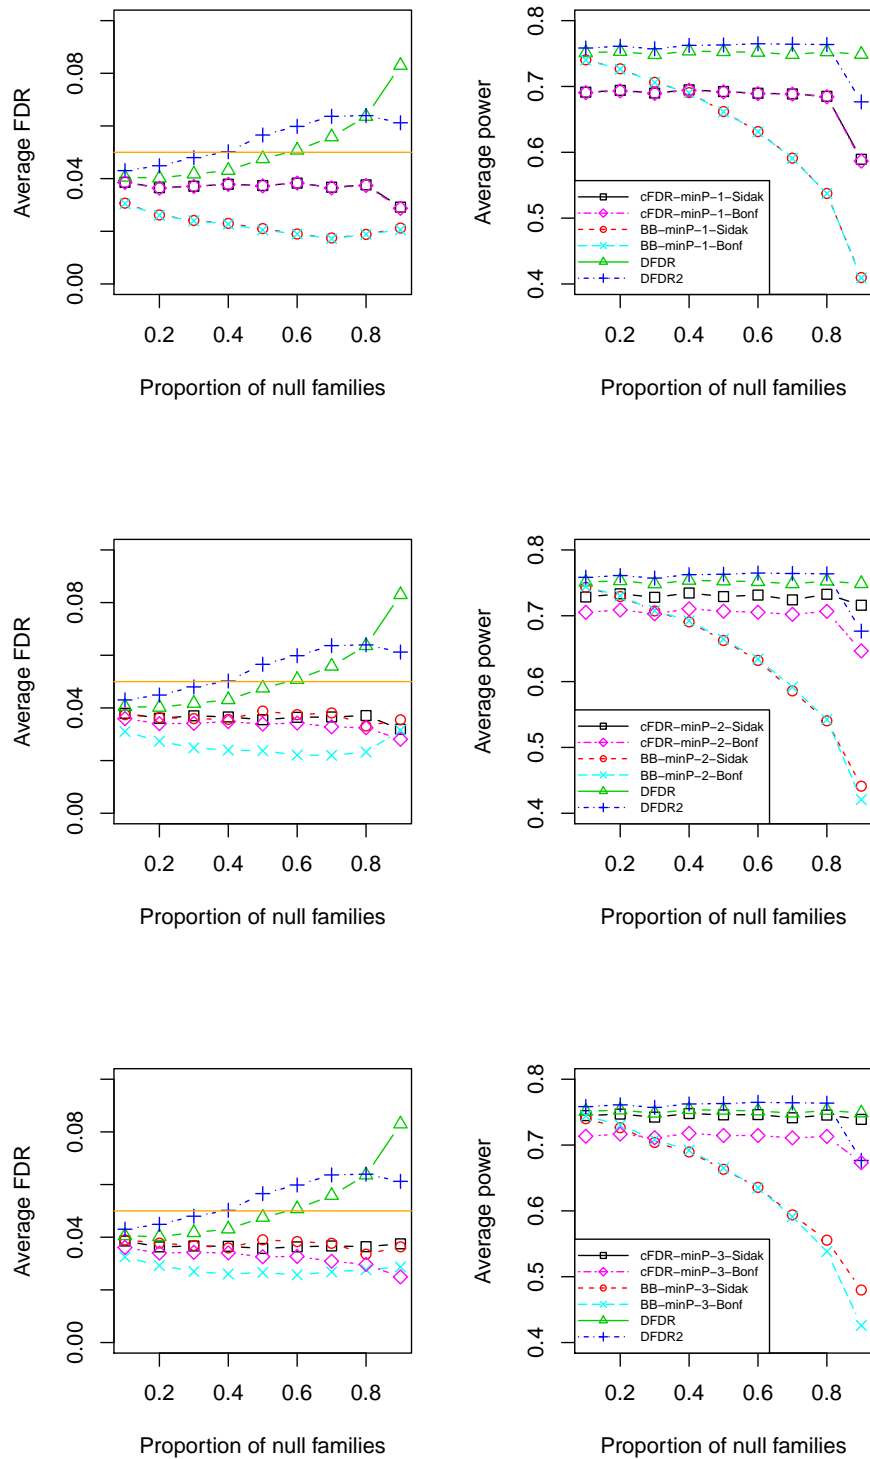 Average FDR
0.00 0.04 0.08
0.2 0.4 0.6 0.8
Proportion of null families
Average power
0.4 0.5 0.6 0.7 0.8
cFDR−minP−1−Sidak
cFDR−minP−1−Bonf
BB−minP−1−Sidak
BB−minP−1−Bonf
DFDR
DFDR2
0.2 0.4 0.6 0.8
Proportion of null families
Average FDR
0.00 0.04 0.08
0.2 0.4 0.6 0.8
Proportion of null families
Average power
0.4 0.5 0.6 0.7 0.8
cFDR−minP−2−Sidak
cFDR−minP−2−Bonf
BB−minP−2−Sidak
BB−minP−2−Bonf
DFDR
DFDR2
0.2 0.4 0.6 0.8
Proportion of null families
Average FDR
0.00 0.04 0.08
0.2 0.4 0.6 0.8
Proportion of null families
Average power
0.4 0.5 0.6 0.7 0.8
cFDR−minP−3−Sidak
cFDR−minP−3−Bonf
BB−minP−3−Sidak
BB−minP−3−Bonf
DFDR
DFDR2
0.2 0.4 0.6 0.8
Proportion of null families